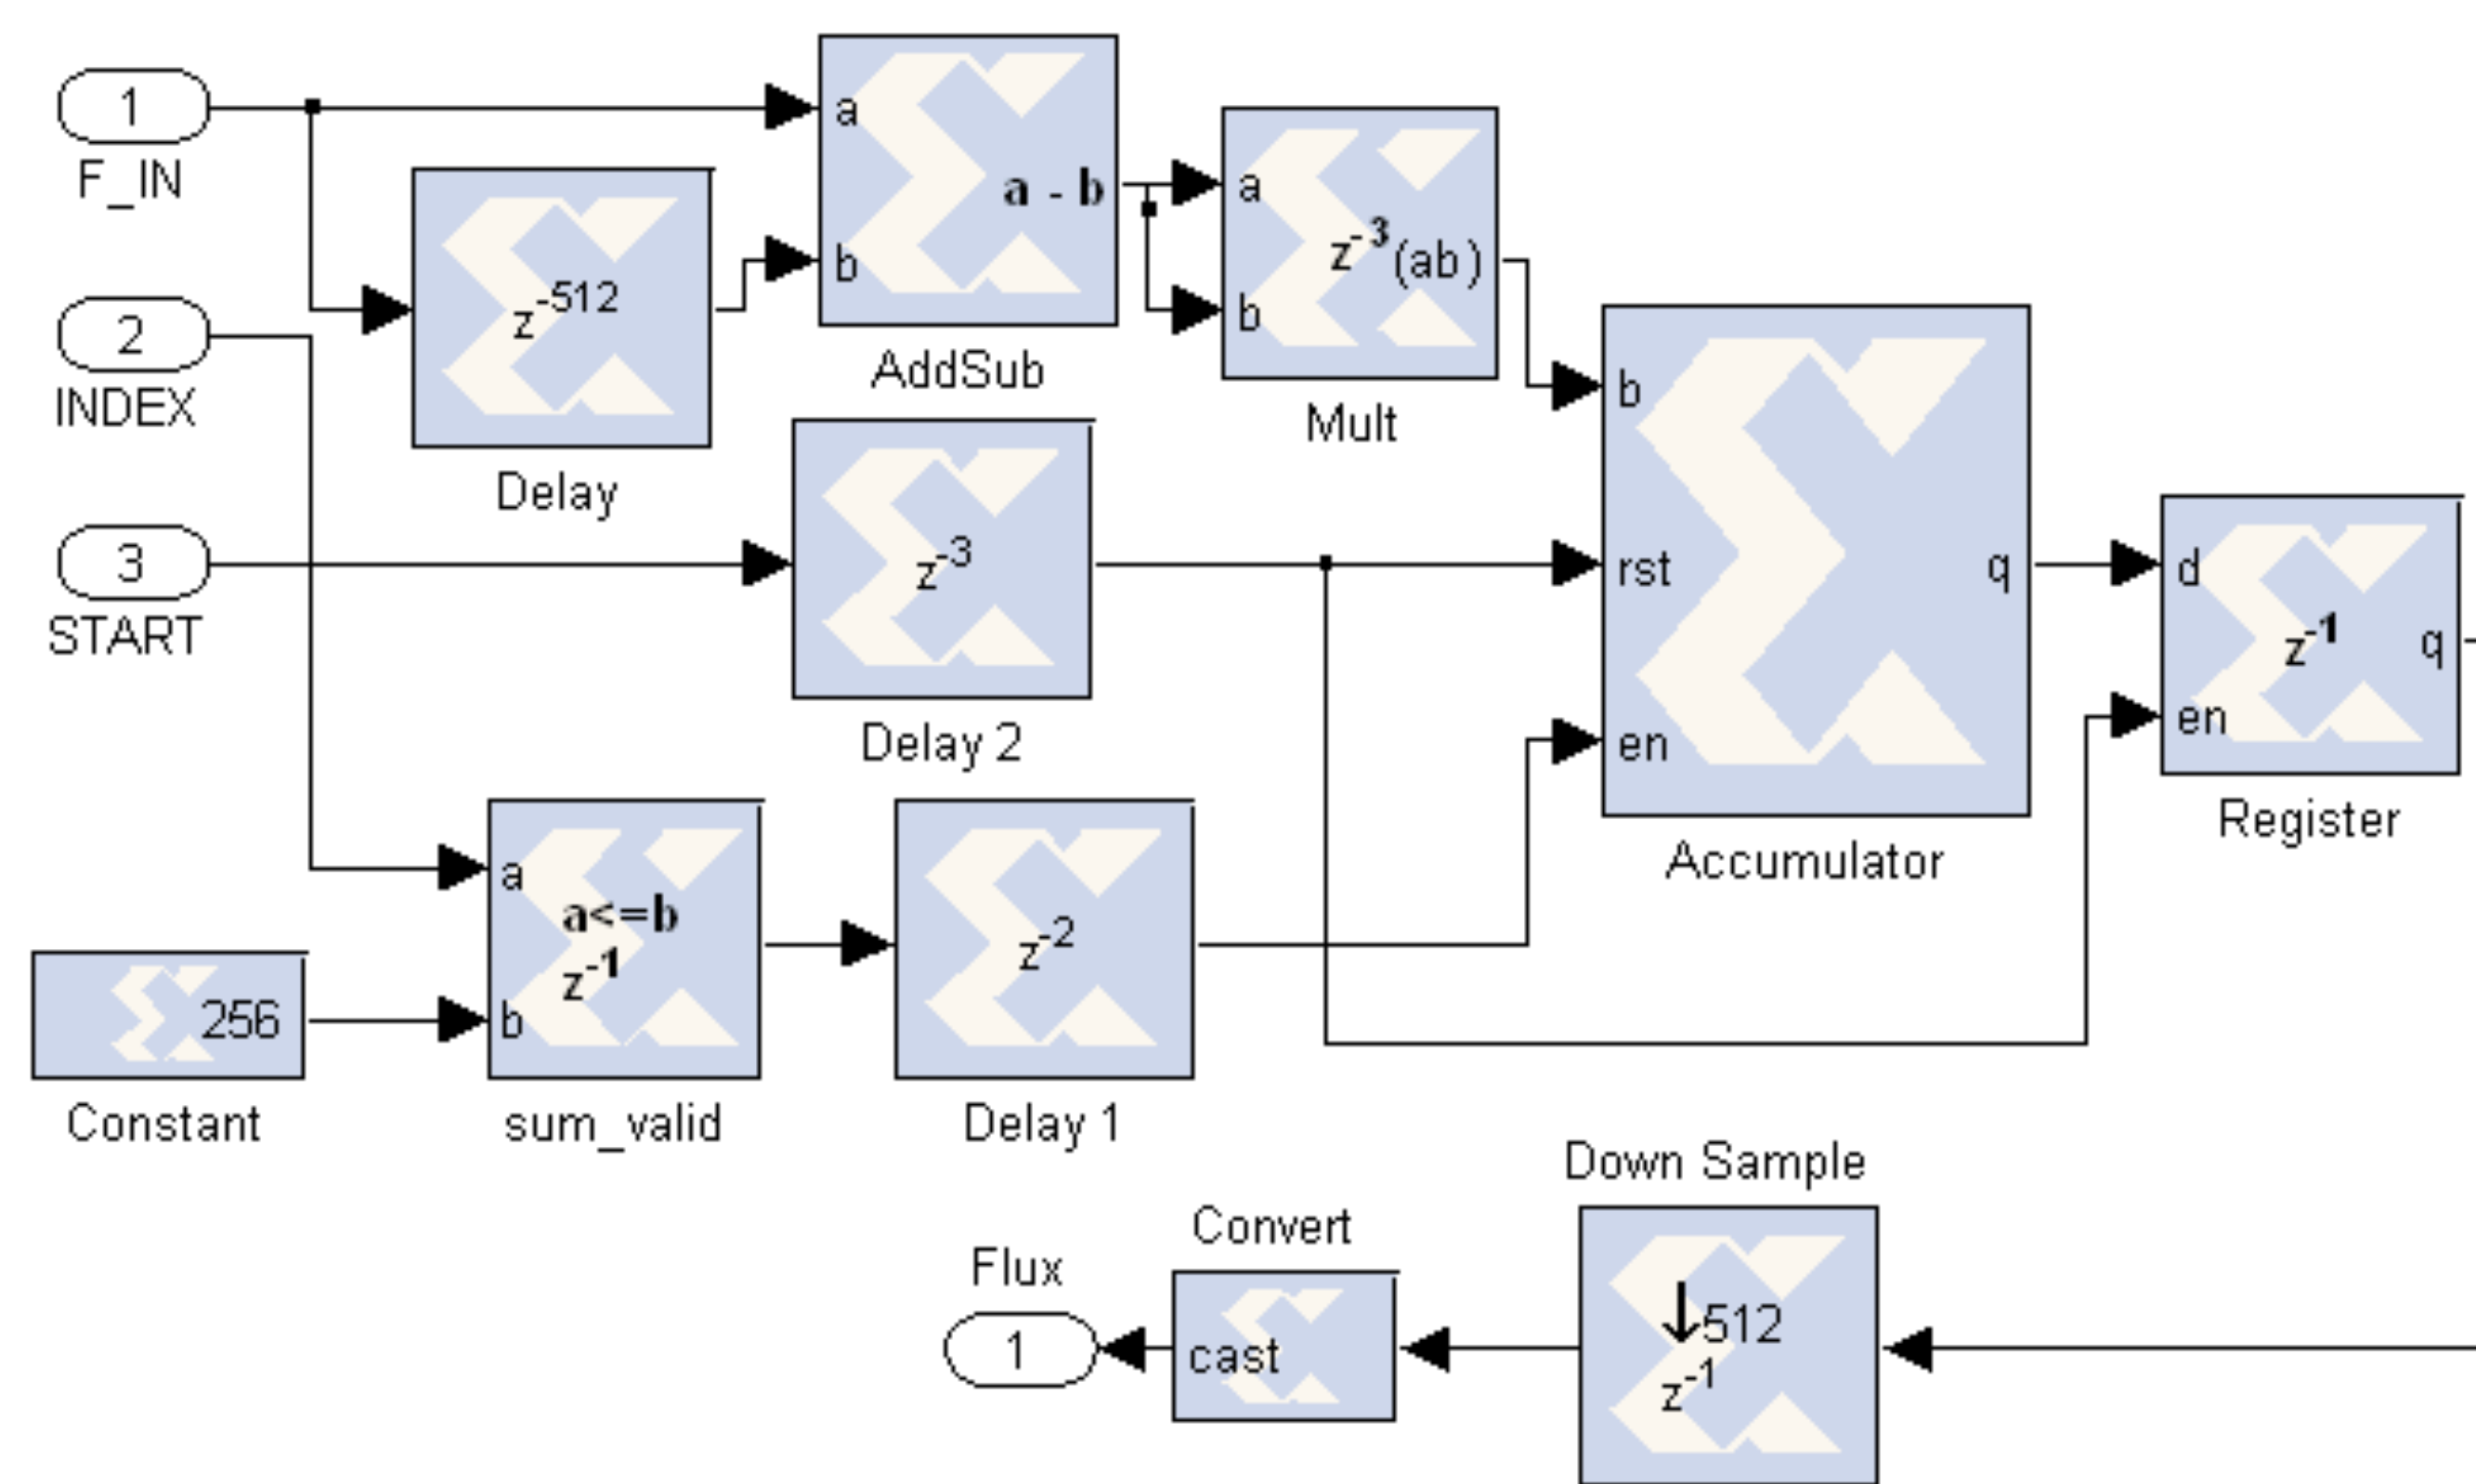 1
F_IN
2
INDEX
3
START
z-512
Delay
a
b
a - b
AddSub
a
b
z-3(ab)
Mult
z-3
Delay 2
b
rst
en
q
Accumulator
d
en
z-1
q
Register
256
Constant
a
b
a<=b
z-1
sum_valid
z-2
Delay 1
Down Sample
↓512
z-1
Convert
cast
Flux
1